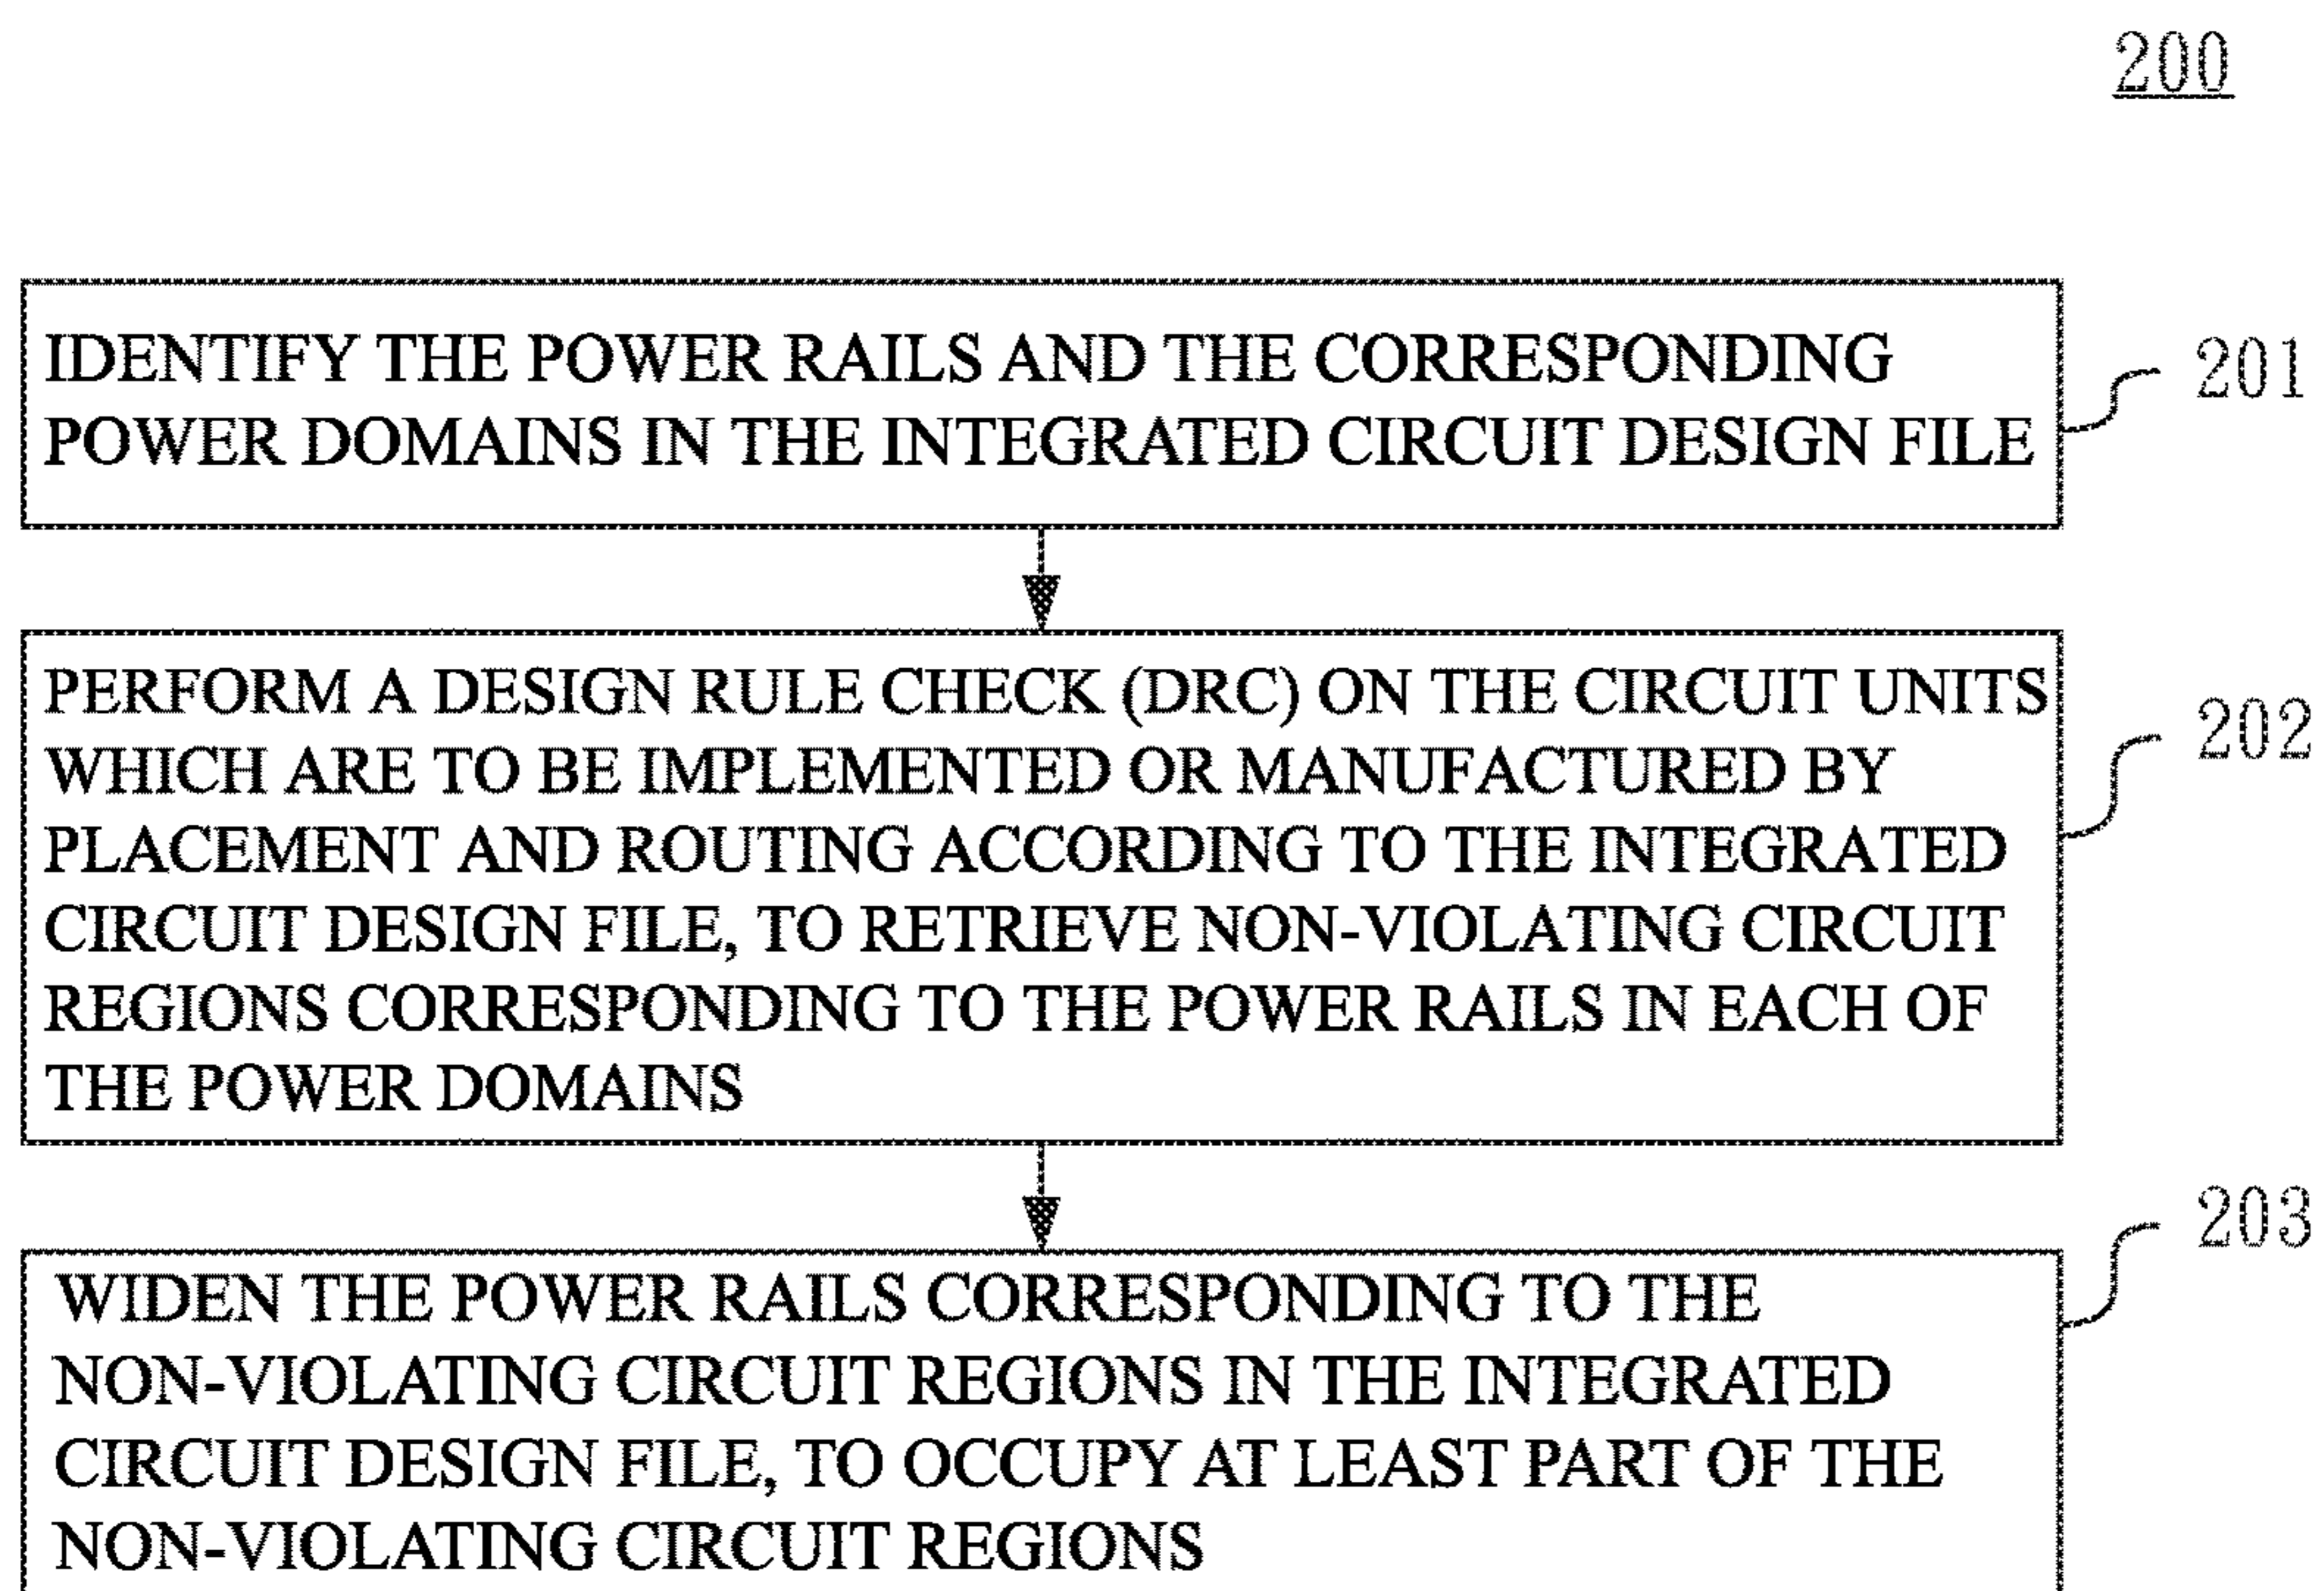 200
IDENTIFY THE POWER RAILS AND THE CORRESPONDING
POWER DOMAINS IN THE INTEGRATED CIRCUIT DESIGN FILE
201
PERFORM A DESIGN RULE CHECK (DRC) ON THE CIRCUIT UNITS
WHICH ARE TO BE IMPLEMENTED OR MANUFACTURED BY
PLACEMENT AND ROUTING ACCORDING TO THE INTEGRATED
CIRCUIT DESIGN FILE, TO RETRIEVE NON-VIOLATING CIRCUIT
REGIONS CORRESPONDING TO THE POWER RAILS IN EACH OF
THE POWER DOMAINS
202
WIDEN THE POWER RAILS CORRESPONDING TO THE
NON-VIOLATING CIRCUIT REGIONS IN THE INTEGRATED
CIRCUIT DESIGN FILE, TO OCCUPY AT LEAST PART OF THE
NON-VIOLATING CIRCUIT REGIONS
203